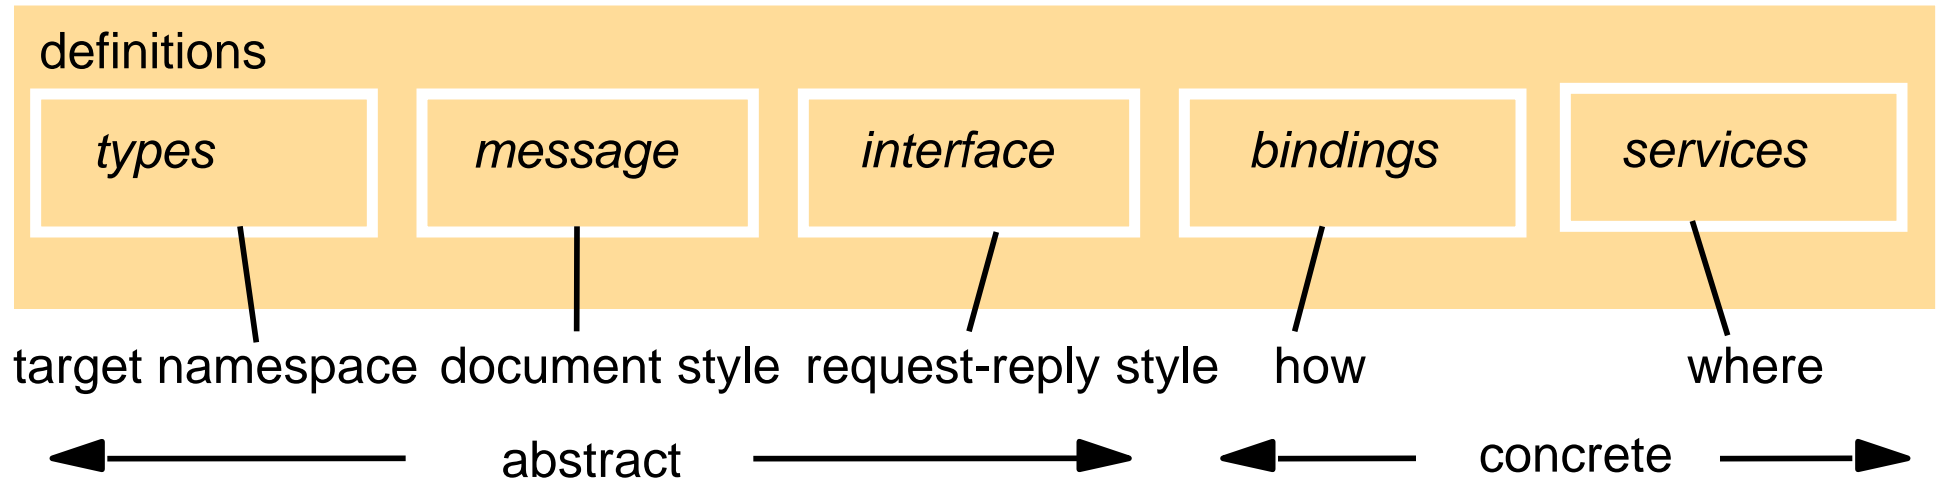 definitions
types message interface bindings services
target namespace document style request-reply style how where
abstract concrete